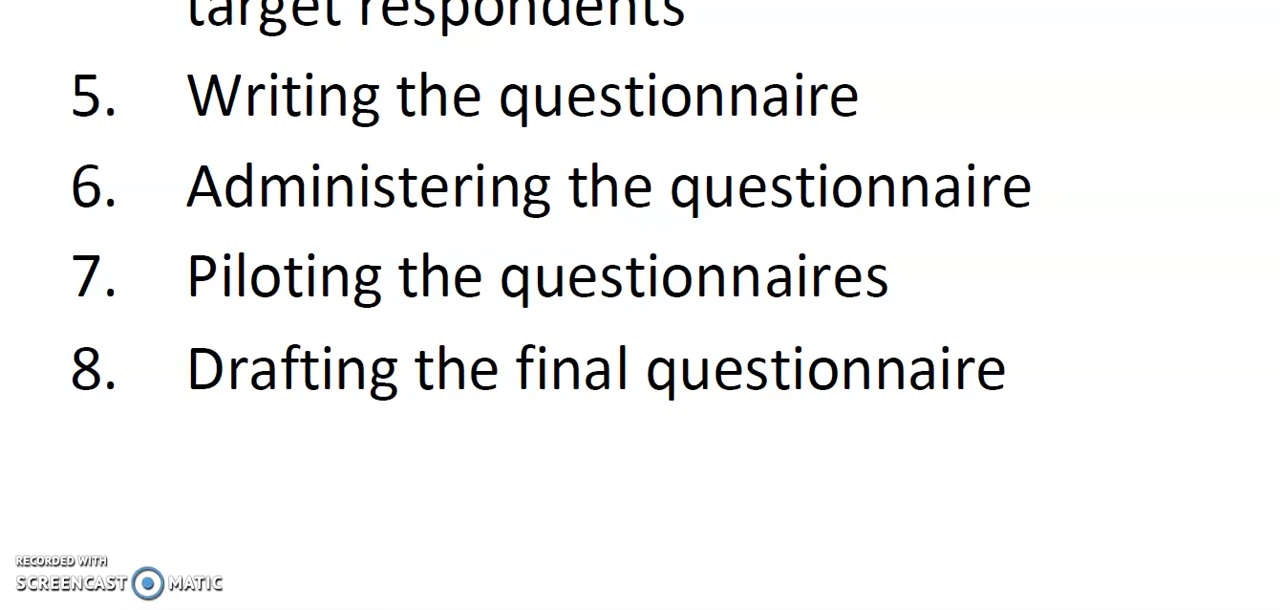 target respondents
5. Writing the questionnaire
6. Administering the questionnaire
7. Piloting the questionnaires
8. Drafting the final questionnaire
RECORDED WITH
SCREENCAST MATIC